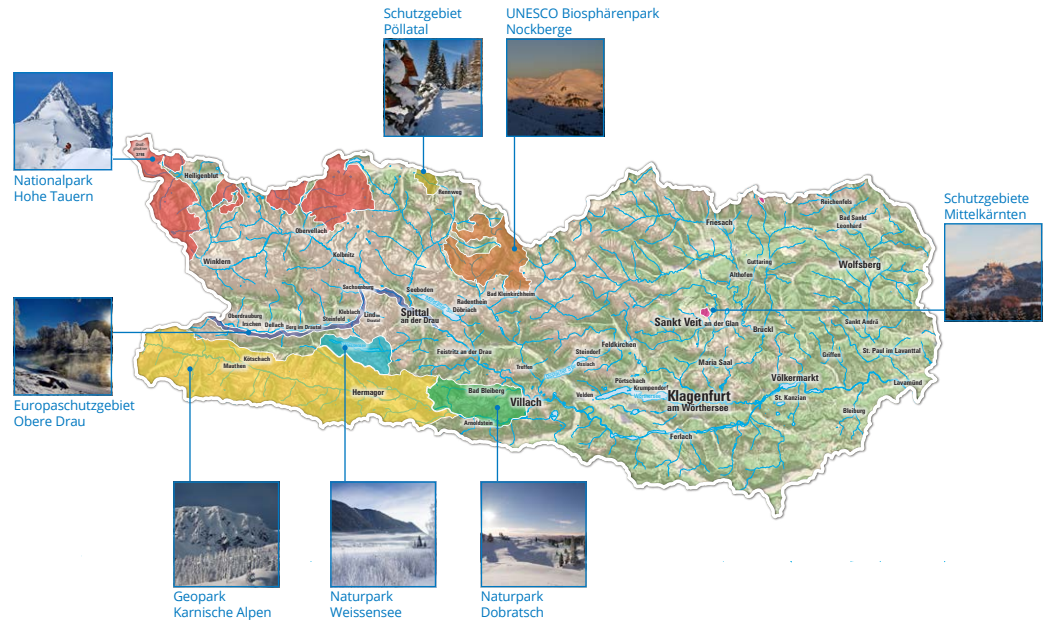 Schutzgebiet
Pöllatal
UNESCO Biosphärenpark
Nockberge
Nationalpark
Hohe Tauern
Schutzgebiete
Mittelkärnten
Europaschutzgebiet
Obere Drau
Geopark
Karnische Alpen
Naturpark
Weissensee
Naturpark
Dobratsch
Heiligenblut
Rennweg
Obervellach
Kolbnitz
Winklern
Sachsenburg
Seeboden
Bad Kleinkirchheim
Radenthein
Döbriach
Spittal
an der Drau
Lind im
Drautal
Kleblach
Steinfeld
Oberdrauburg
Irschen
Dellach
Berg im Drautal
Kötschach
Mauthen
Hermagor
Feistritz an der Drau
Treffen
Bad Bleiberg
Villach
Arnoldstein
Feldkirchen
Steindorf
Ossiach
Velden
Pörtschach
Krumpendorf
Wörthersee
Klagenfurt
am Wörthersee
Maria Saal
Ferlach
Sankt Veit an der Glan
Brückl
Friesach
Guttaring
Althofen
Reichenfels
Bad Sankt
Leonhard
Wolfsberg
Sankt Andrä
St. Paul im Lavanttal
Griffen
Völkermarkt
St. Kanzian
Lavamünd
Bleiburg